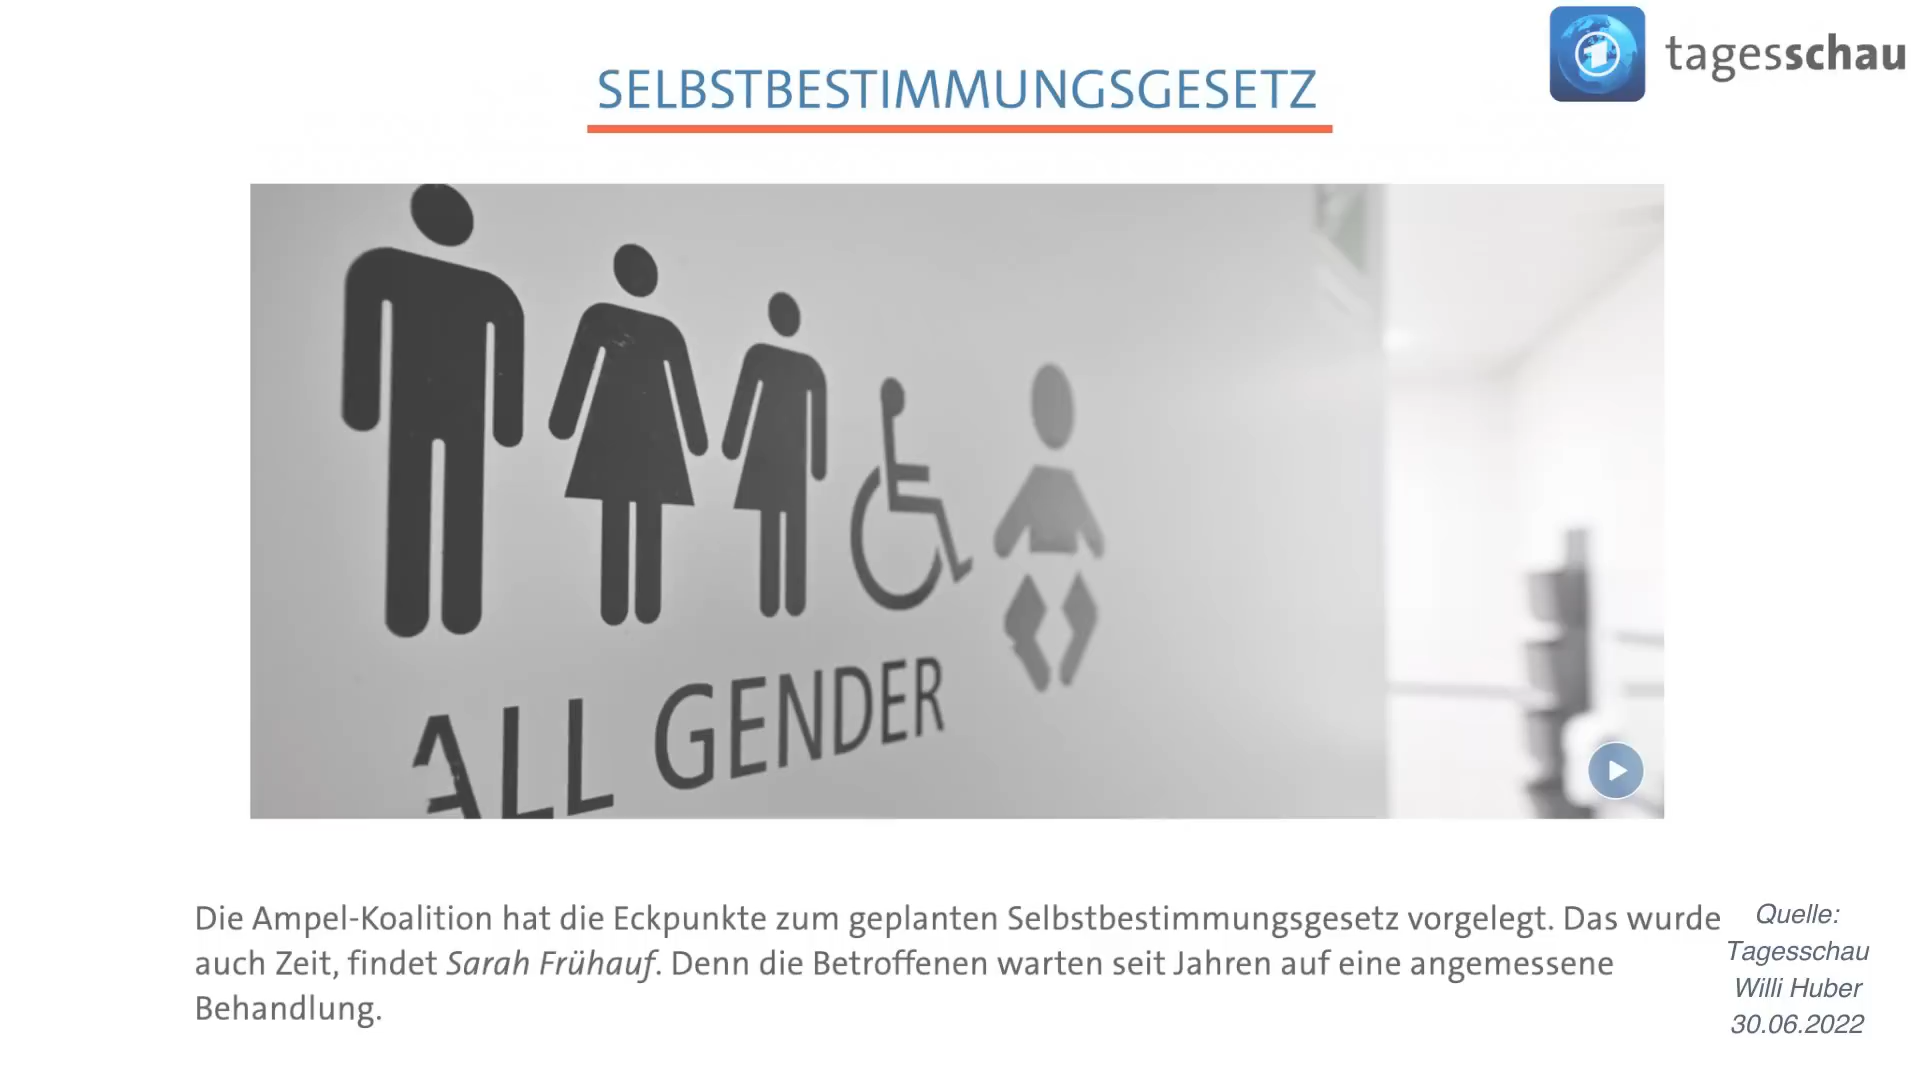 tagesschau
SELBSTBESTIMMUNGSGESETZ
ALL GENDER
Die Ampel-Koalition hat die Eckpunkte zum geplanten Selbstbestimmungsgesetz vorgelegt. Das wurde
auch Zeit, findet Sarah Frühauf. Denn die Betroffenen warten seit Jahren auf eine angemessene
Behandlung.
Quelle:
Tagesschau
Willi Huber
30.06.2022